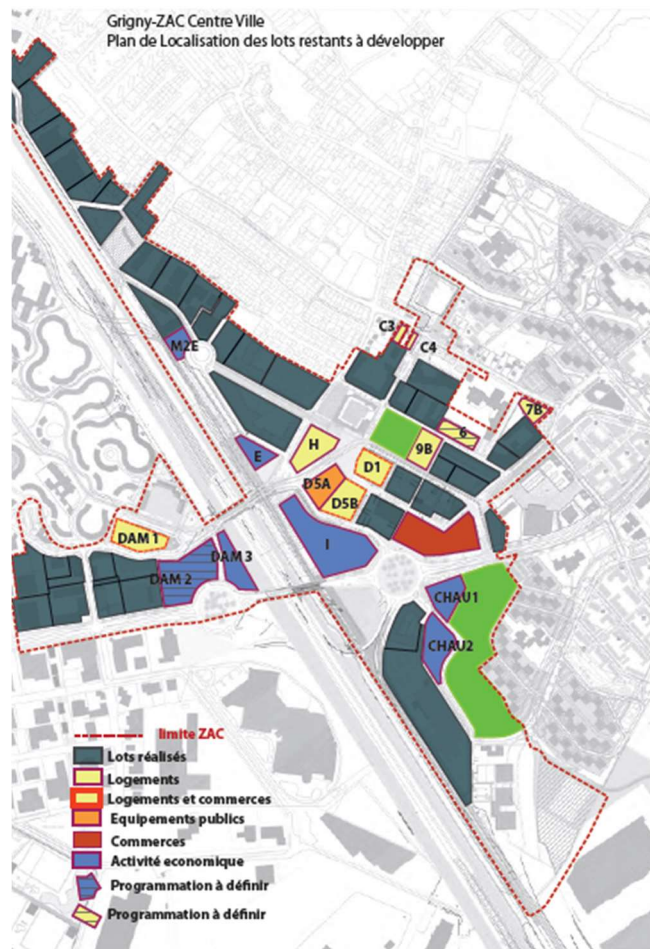 Grigny-ZAC Centre Ville
Plan de Localisation des lots restants à développer
C3
C4
M2E
7B
6
H
9B
E
D1
D5A
D5B
DAM 1
I
DAM 3
DAM 2
CHAU1
CHAU2
limite ZAC
Lots réalisés
Logements
Logements et commerces
Equipements publics
Commerces
Activité economique
Programmation à définir
Programmation à définir